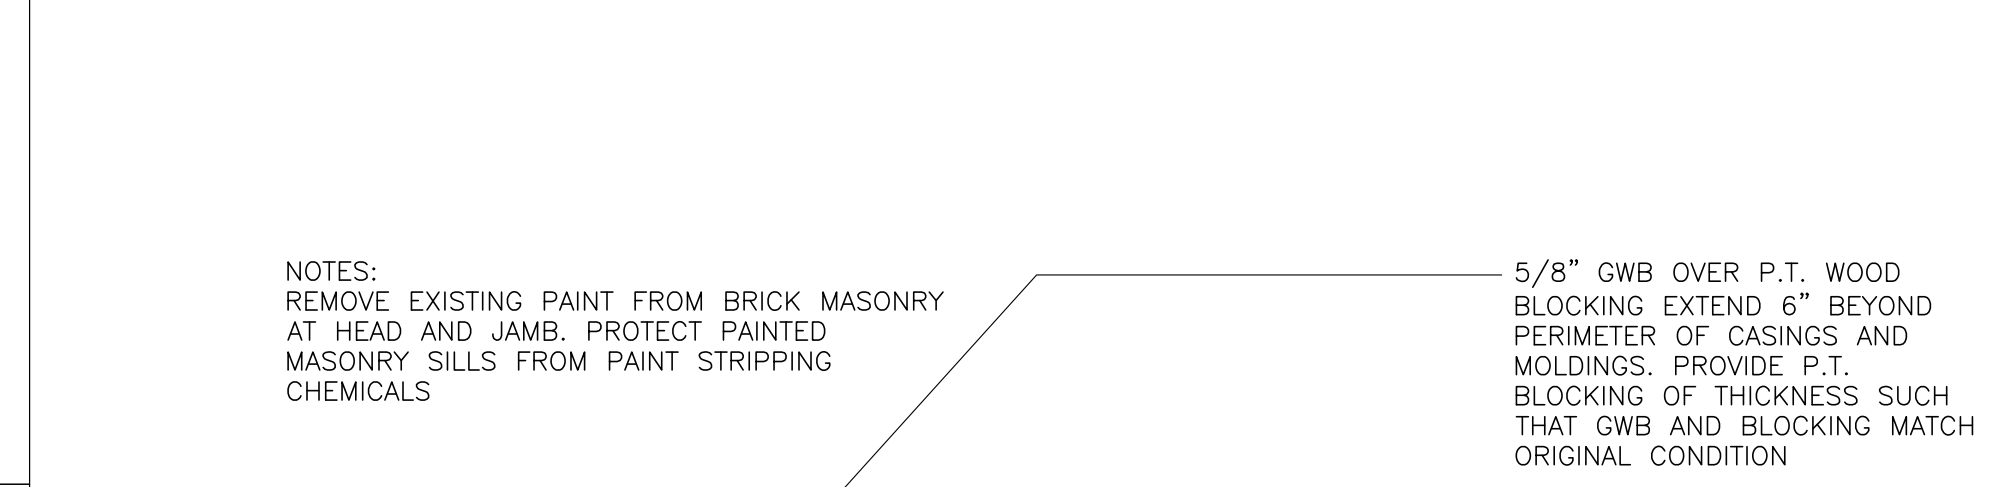 NOTES:
REMOVE EXISTING PAINT FROM BRICK MASONRY
AT HEAD AND JAMB. PROTECT PAINTED
MASONRY SILLS FROM PAINT STRIPPING
CHEMICALS
5/8” GWB OVER P.T. WOOD
BLOCKING EXTEND 6” BEYOND
PERIMETER OF CASINGS AND
MOLDINGS. PROVIDE P.T.
BLOCKING OF THICKNESS SUCH
THAT GWB AND BLOCKING MATCH
ORIGINAL CONDITION